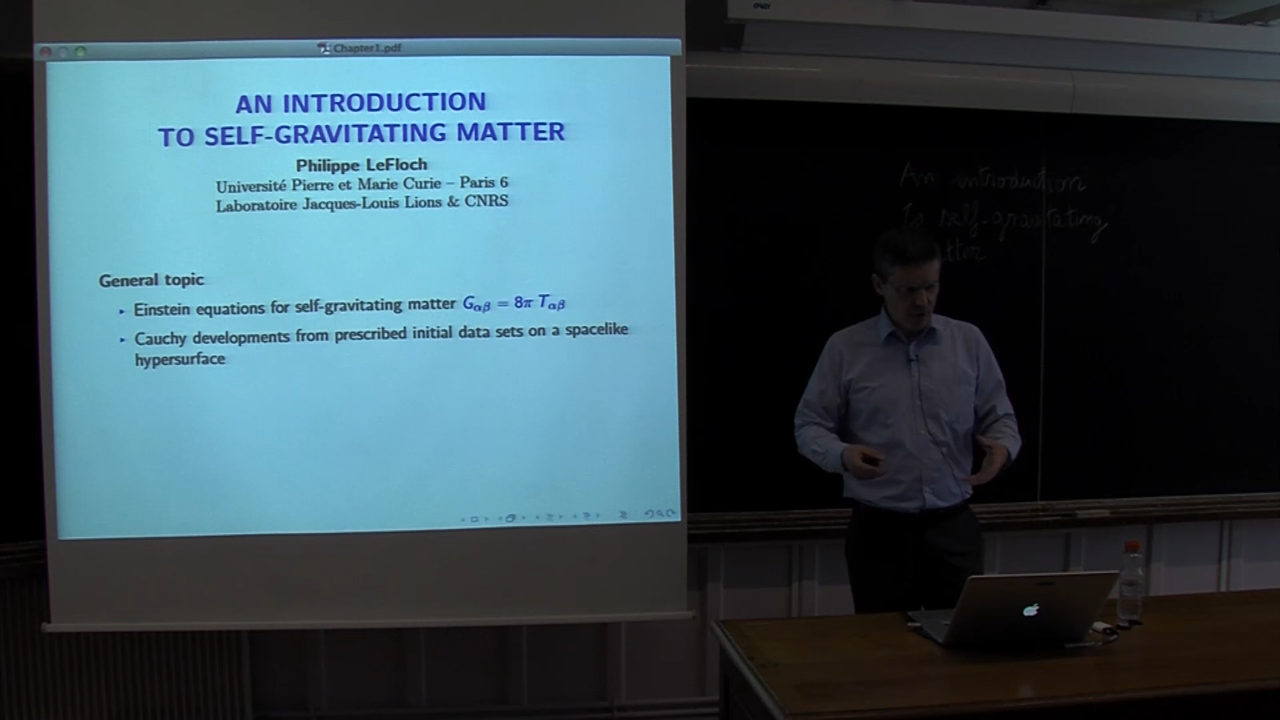 Chapter1.pdf
AN INTRODUCTION
TO SELF-GRAVITATING MATTER
Philippe LeFloch
Université Pierre et Marie Curie – Paris 6
Laboratoire Jacques-Louis Lions & CNRS
General topic
‣ Einstein equations for self-gravitating matter Gαβ = 8π Tαβ
‣ Cauchy developments from prescribed initial data sets on a spacelike
hypersurface
An introduction
to self-gravitating